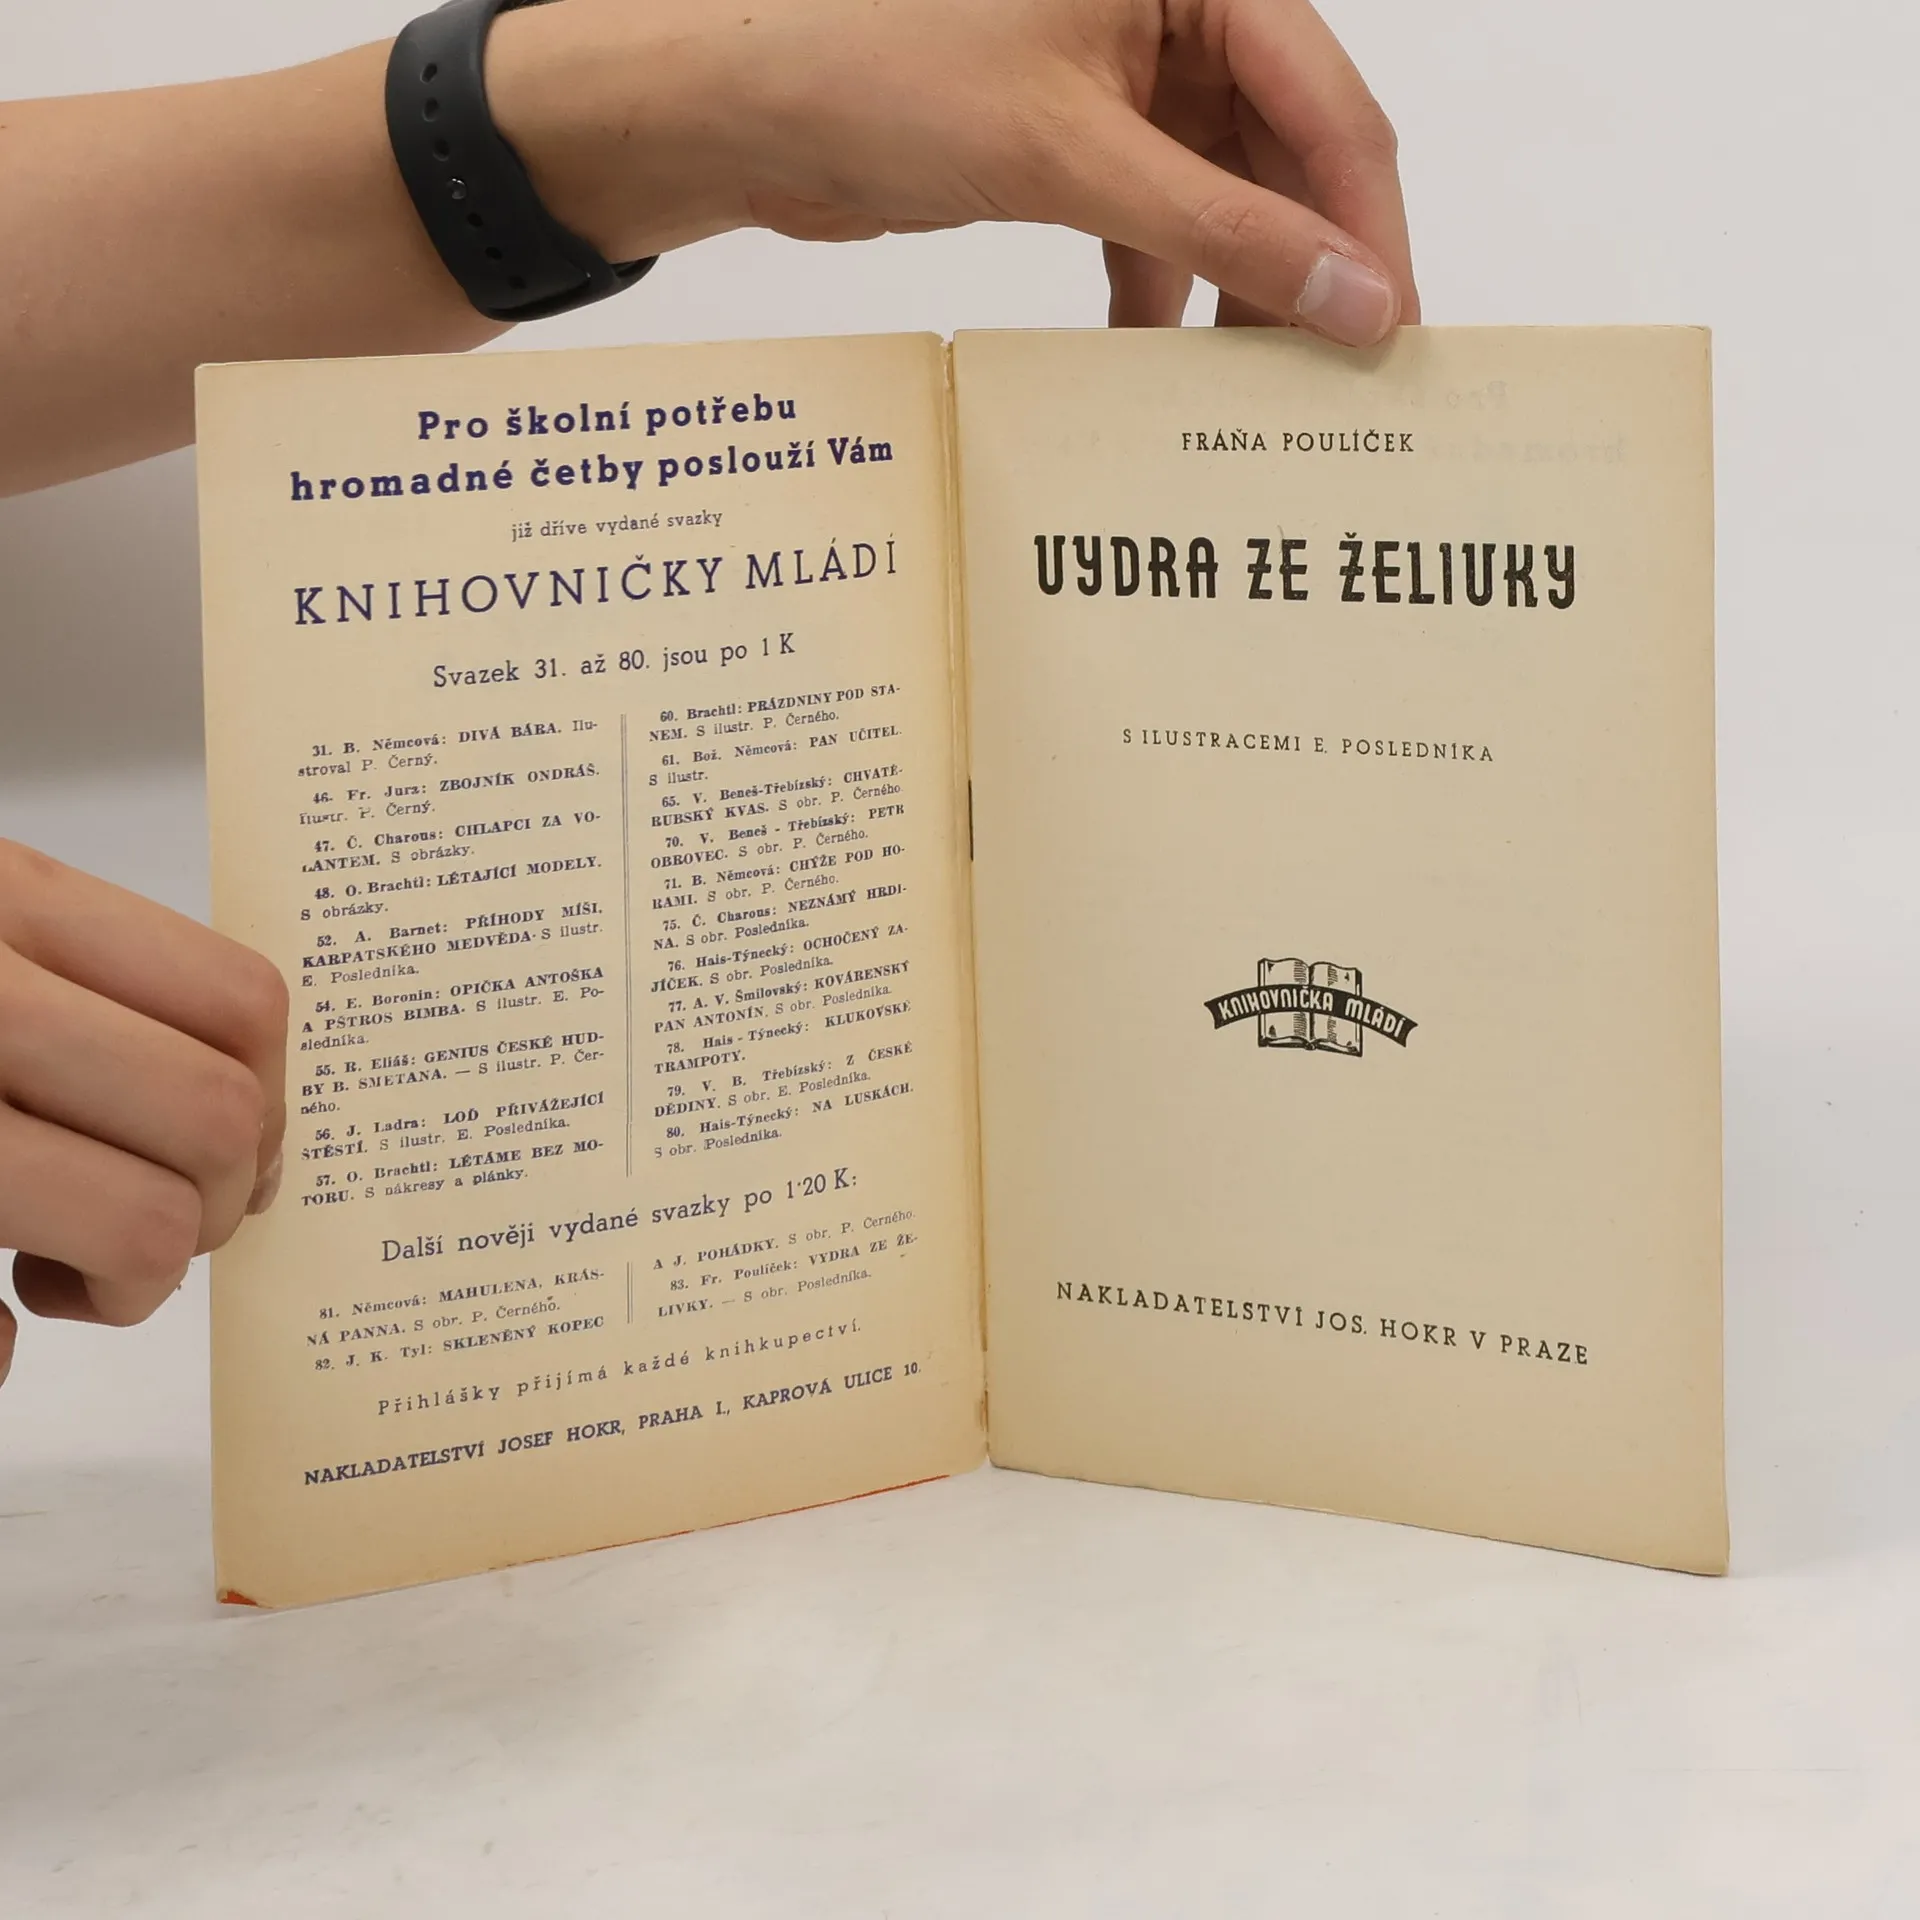 Pro školní potřebu
hromadné četby poslouží Vám
již dříve vydané svazky
KNIHOVNIČKY MLÁDÍ
Svazek 31. až 80. jsou po 1 K
31. B. Němcová: DIVÁ BÁRA. Ilu-
stroval P. Černý.
46. Fr. Jura: ZBOJNÍK ONDRÁŠ.
Ilustr. P. Černý.
47. Č. Charous: CHLAPCI ZA VO-
LANTEM. S obrázky.
48. O. Brachtl: LÉTAJÍCÍ MODELY.
S obrázky.
52. A. Barnet: PŘÍHODY MÍŠI,
KARPATSKÉHO MEDVĚDA. S ilustr.
E. Posledníka.
54. E. Boronin: OPIČKA ANTOŠKA
A PŠTROS BIMBA. S ilustr. E. Po-
sledníka.
55. R. Eliáš: GENIUS ČESKÉ HUD-
BY B. SMETANA. — S ilustr. P. Čer-
ného.
56. J. Ladra: LOĎ PŘIVÁŽEJÍCÍ
ŠTĚSTÍ. S ilustr. E. Posledníka.
57. O. Brachtl: LÉTÁME BEZ MO-
TORU. S nákresy a plánky.
60. Brachtl: PRÁZDNINY POD STA-
NEM. S ilustr. P. Černého.
61. Bož. Němcová: PAN UČITEL.
S ilustr.
65. V. Beneš-Třebízský: CHVATĚ-
RUBSKÝ KVAS. S obr. P. Černého
70. V. Beneš - Třebízský: PETR
OBROVEC. S obr. P. Černého.
71. B. Němcová: CHÝŽE POD HO-
RAMI. S obr. P. Černého.
75. Č. Charous: NEZNÁMÝ HRDI-
NA. S obr. Posledníka.
76. Hais-Týnecký: OCHOČENÝ ZA-
JÍČEK. S obr. Posledníka.
77. A. V. Šmilovský: KOVÁRENSKÝ
PAN ANTONÍN. S obr. Posledníka.
78. Hais - Týnecký: KLUKOVSKÉ
TRAMPOTY.
79. V. B. Třebízský: Z ČESKÉ
DĚDINY. S obr. E. Posledníka.
80. Hais-Týnecký: NA LUSKÁCH.
S obr. Posledníka.
Další nověji vydané svazky po 1·20 K:
81. Němcová: MAHULENA, KRÁS-
NÁ PANNA. S obr. P. Černého.
82. J. K. Tyl: SKLENĚNÝ KOPEC
A J. POHÁDKY. S obr. P. Černého.
83. Fr. Poulíček: VYDRA ZE ŽE-
LIVKY. — S obr. Posledníka.
Přihlášky přijímá každé knihkupectví.
NAKLADATELSTVÍ JOSEF HOKR, PRAHA I., KAPROVÁ ULICE 10.
FRÁŇA POULÍČEK
VYDRA ZE ŽELIVKY
S ILUSTRACEMI E. POSLEDNÍKA
KNIHOVNIČKA MLÁDÍ
NAKLADATELSTVÍ JOS. HOKR V PRAZE